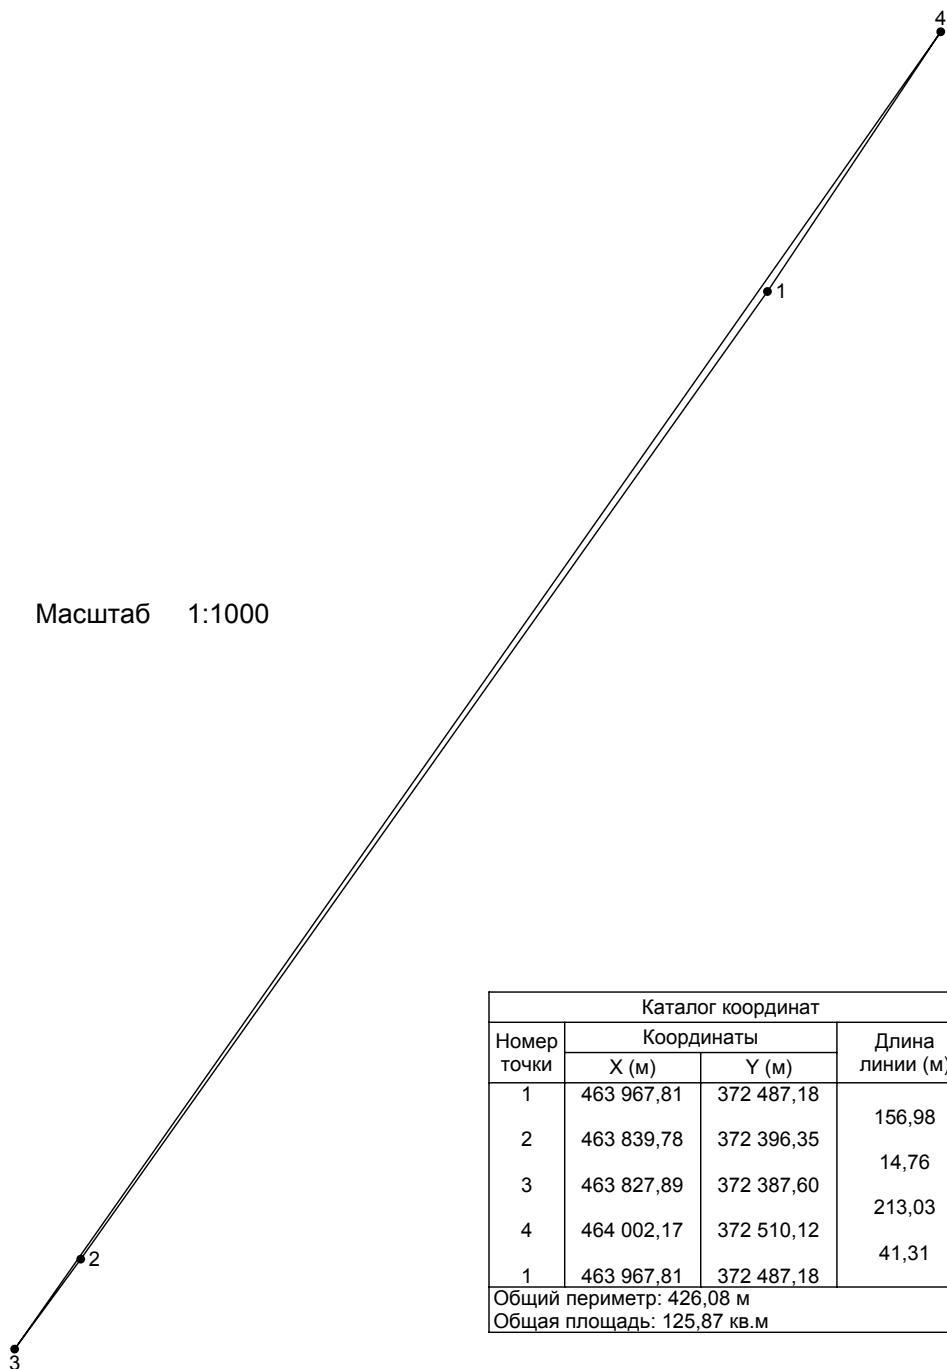 4
1
Масштаб 1:1000
2
3
Каталог координат
Номер точки Координаты Длина линии (м)
X (м) Y (м)
1 463 967,81 372 487,18
156,98
2 463 839,78 372 396,35
14,76
3 463 827,89 372 387,60
213,03
4 464 002,17 372 510,12
41,31
1 463 967,81 372 487,18
Общий периметр: 426,08 м
Общая площадь: 125,87 кв.м